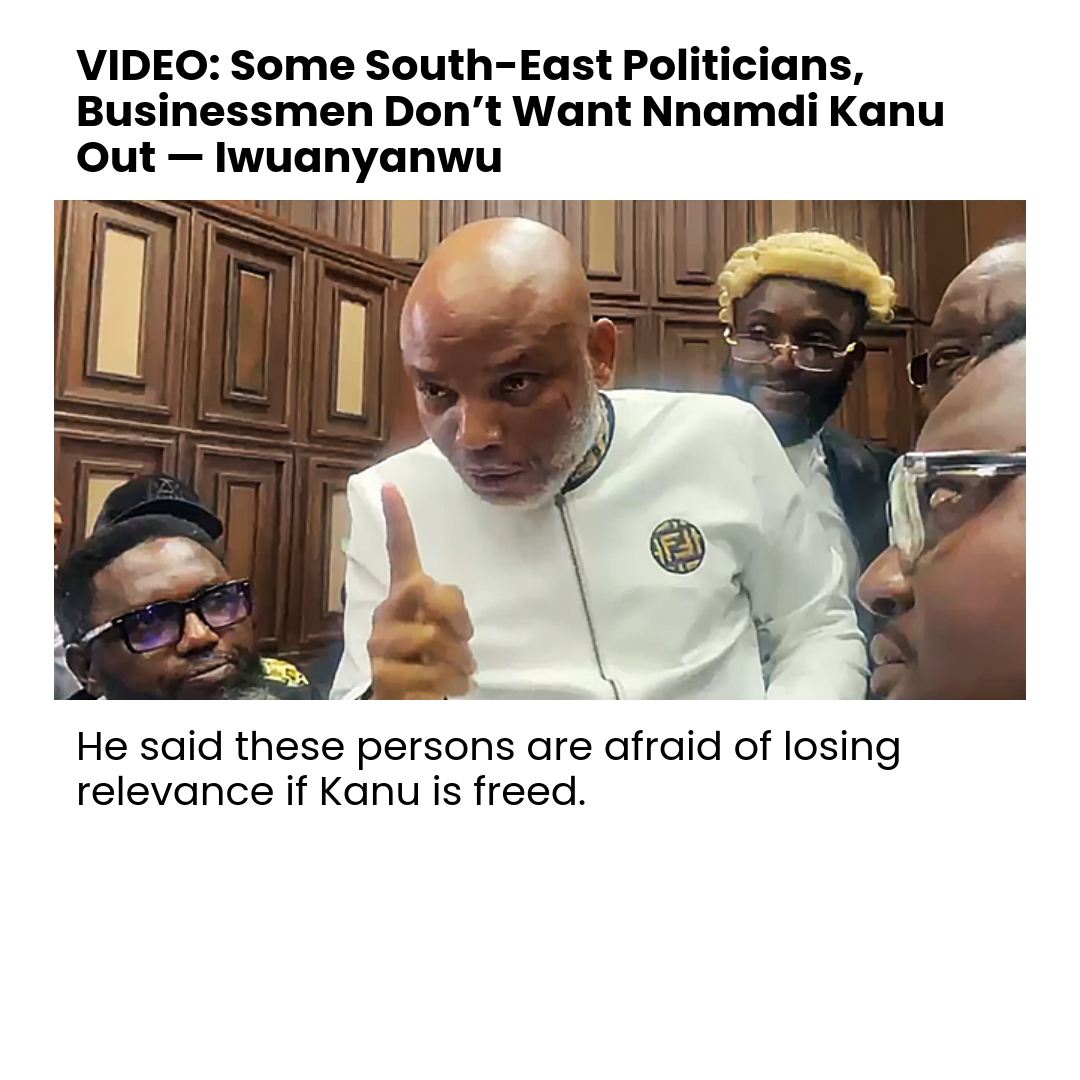 VIDEO: Some South-East Politicians,
Businessmen Don’t Want Nnamdi Kanu
Out — Iwuanyanwu
He said these persons are afraid of losing
relevance if Kanu is freed.